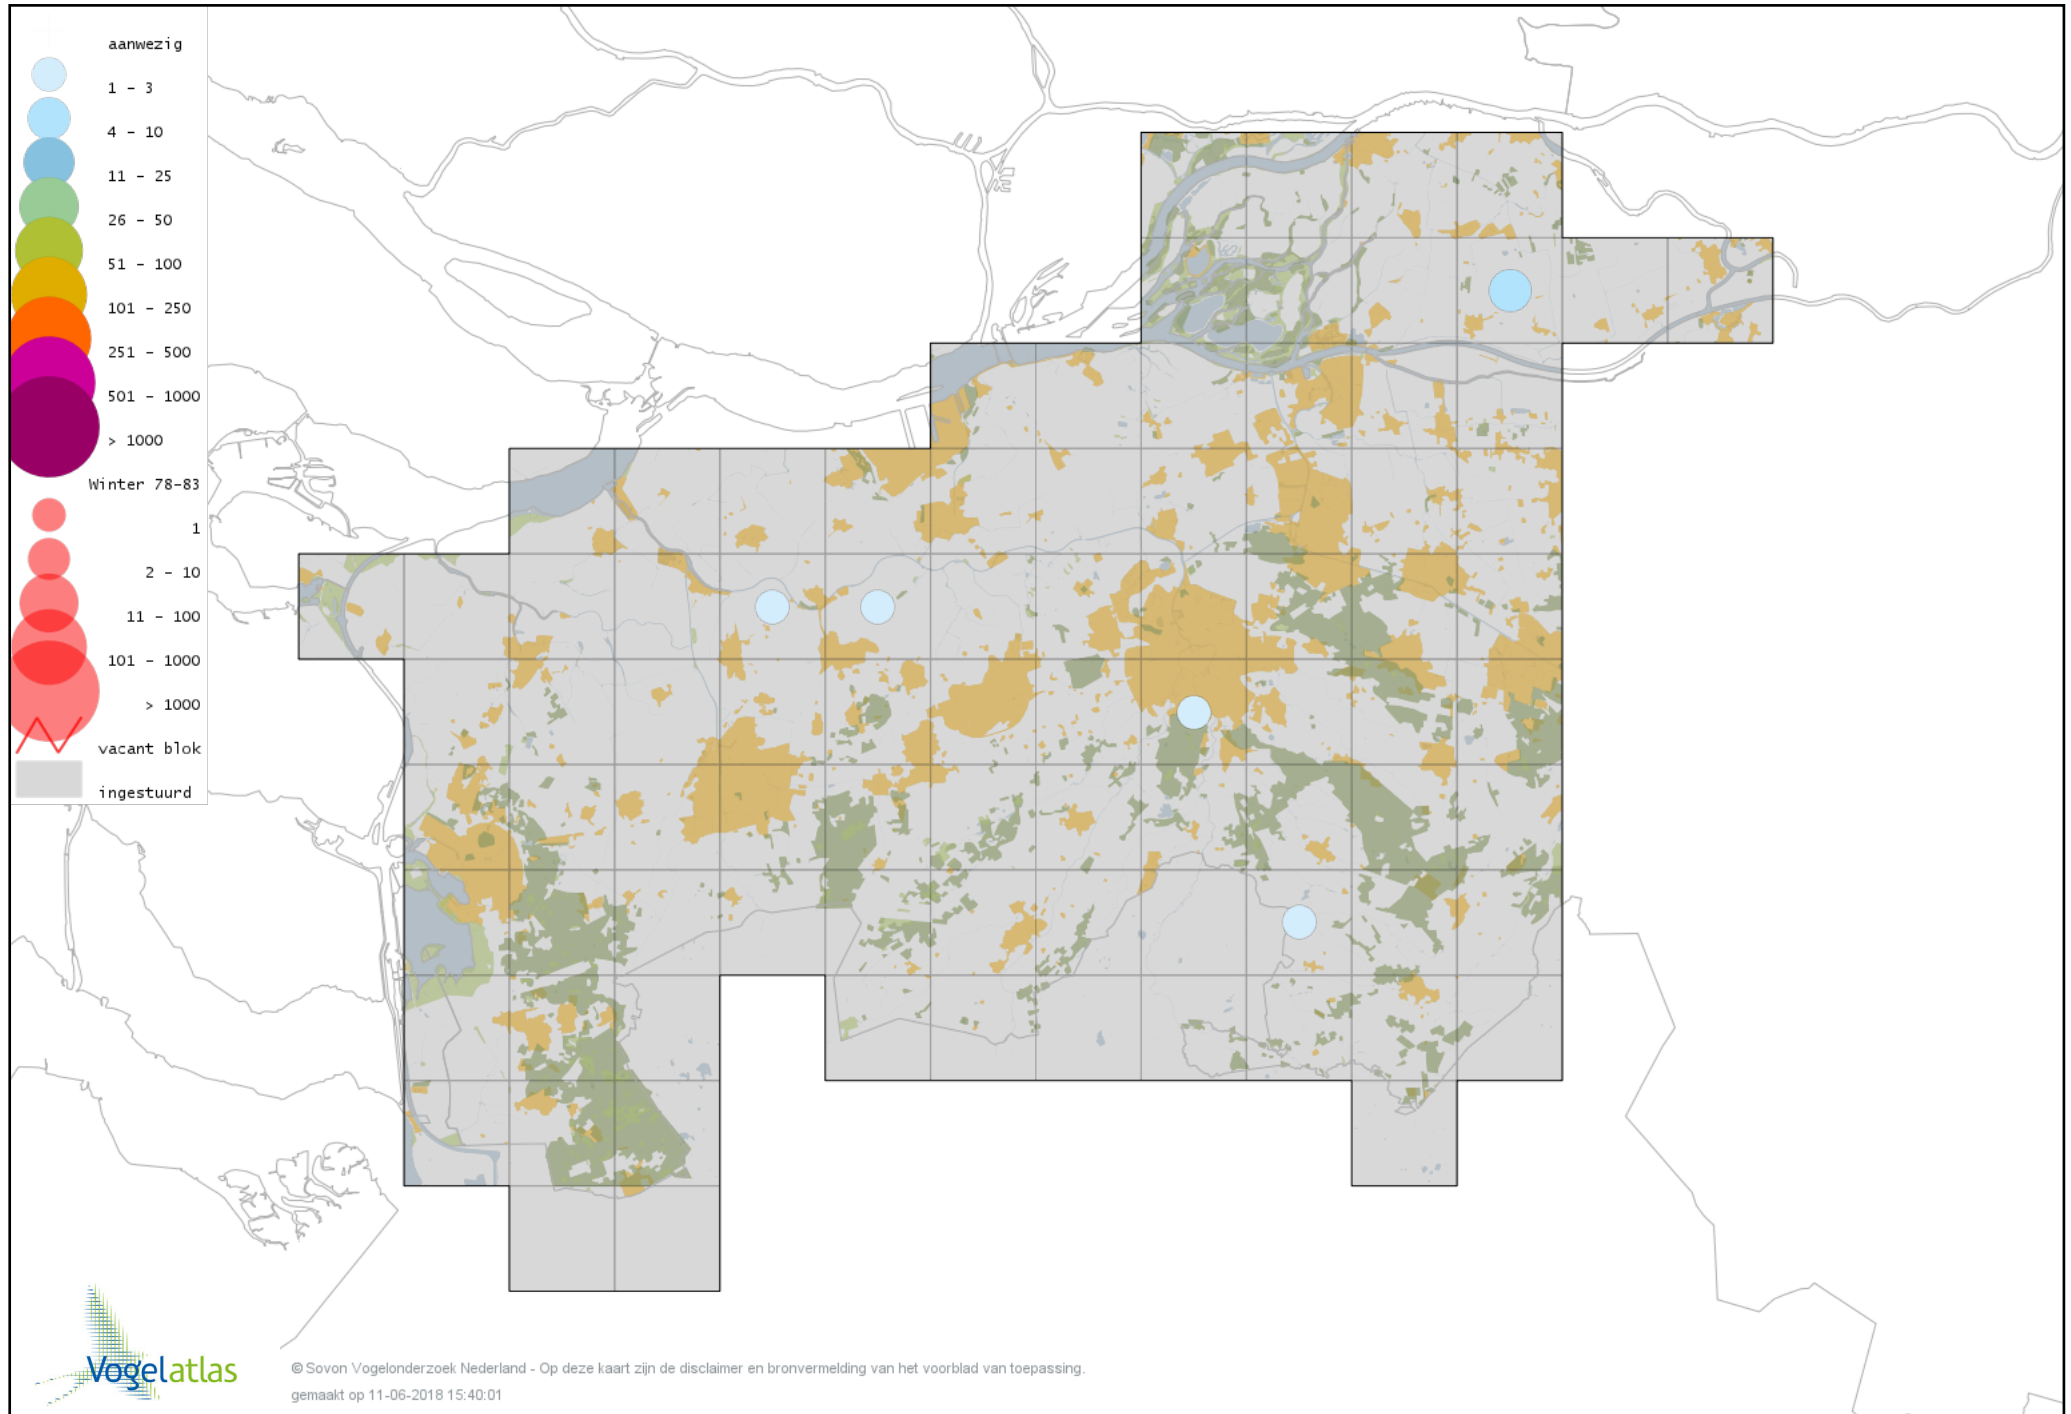 aanwezig
1 - 3
4 - 10
11 - 25
26 - 50
51 - 100
101 - 250
251 - 500
501 - 1000
> 1000
Winter 78-83
1
2 - 10
11 - 100
101 - 1000
> 1000
vacant blok
ingestuurd
Vogelatlas
© Sovon Vogelonderzoek Nederland - Op deze kaart zijn de disclaimer en bronvermelding van het voorblad van toepassing.
gemaakt op 11-06-2018 15:40:01